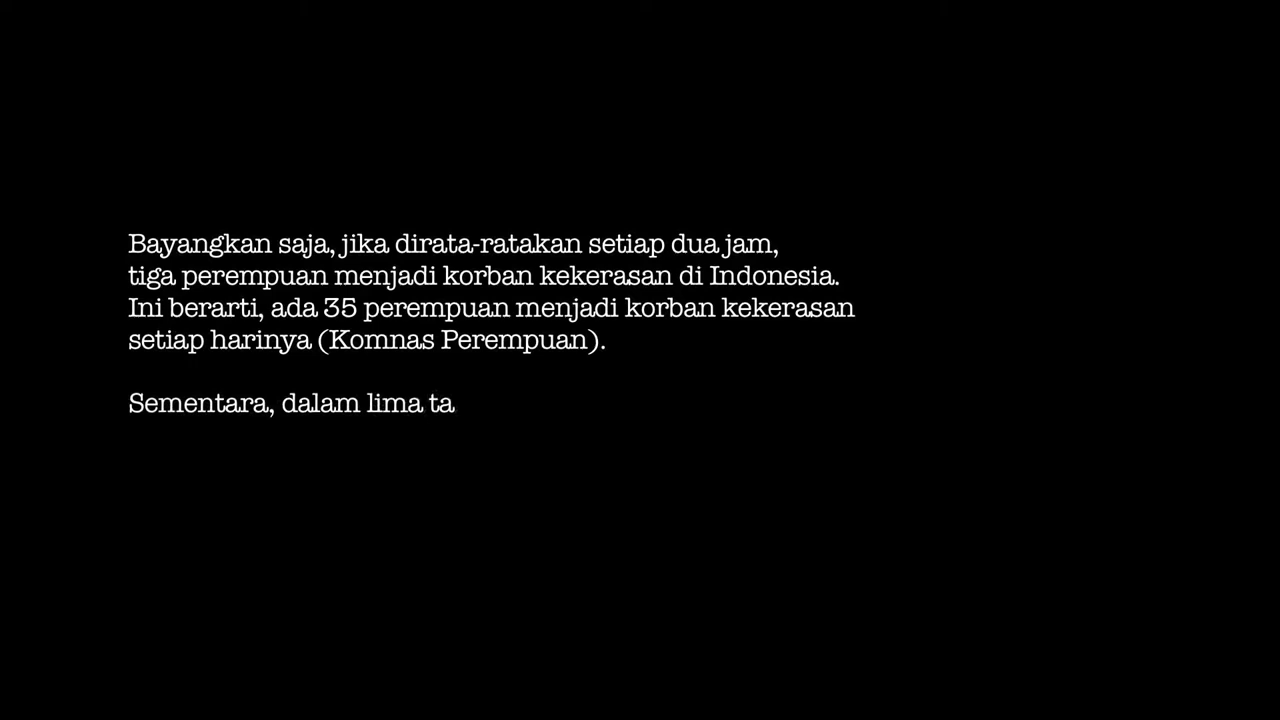 Bayangkan saja, jika dirata-ratakan setiap dua jam,
tiga perempuan menjadi korban kekerasan di Indonesia.
Ini berarti, ada 35 perempuan menjadi korban kekerasan
setiap harinya (Komnas Perempuan).
Sementara, dalam lima ta